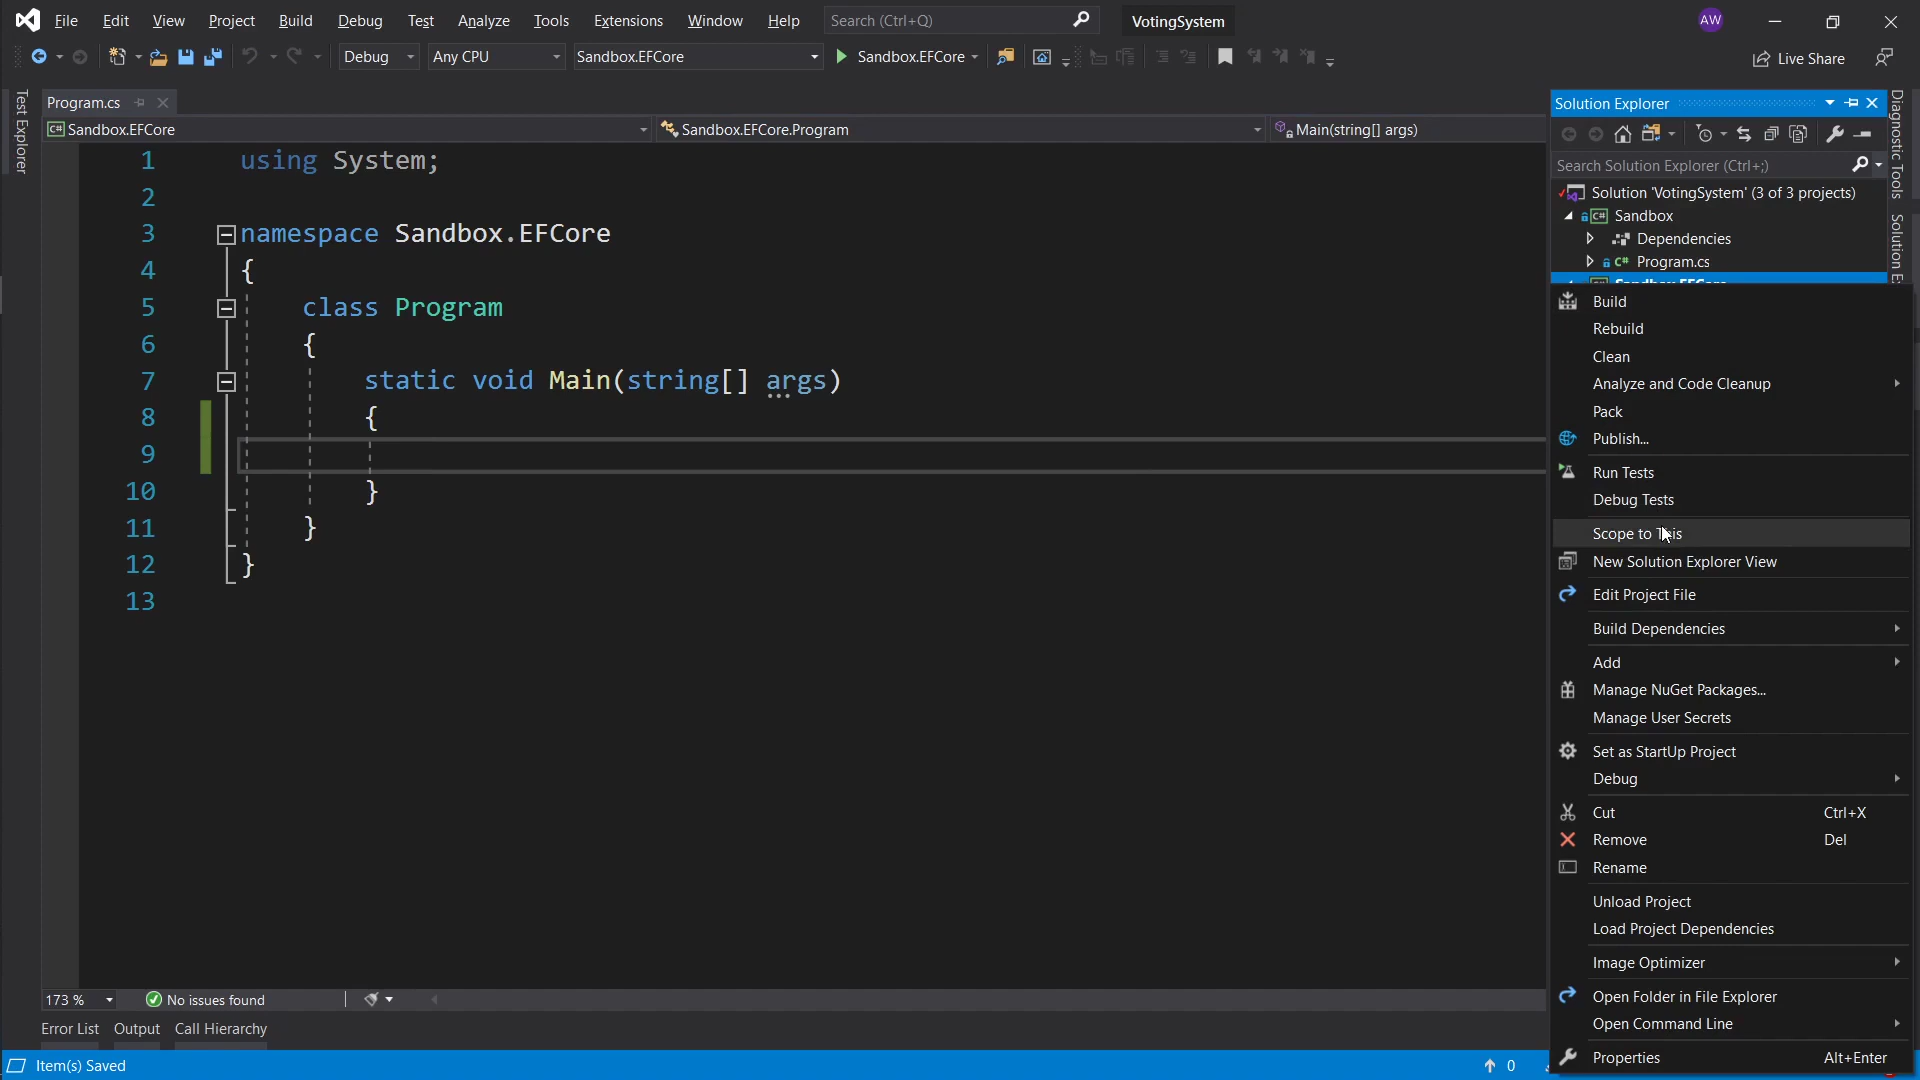 File Edit View Project Build Debug Test Analyze Tools Extensions Window Help Search (Ctrl+Q) VotingSystem AW
Debug Any CPU Sandbox.EFCore Sandbox.EFCore Live Share
Test Explorer
Program.cs
Sandbox.EFCore Sandbox.EFCore.Program Main(string[] args)
1 using System;
2
3 namespace Sandbox.EFCore
4 {
5 class Program
6 {
7 static void Main(string[] args)
8 {
9
10 }
11 }
12 }
13
173 % No issues found
Error List Output Call Hierarchy
Item(s) Saved 0
Solution Explorer
Search Solution Explorer (Ctrl+;)
Solution 'VotingSystem' (3 of 3 projects)
Sandbox
Dependencies
Program.cs
Sandbox.EFCore
Build
Rebuild
Clean
Analyze and Code Cleanup
Pack
Publish...
Run Tests
Debug Tests
Scope to This
New Solution Explorer View
Edit Project File
Build Dependencies
Add
Manage NuGet Packages...
Manage User Secrets
Set as StartUp Project
Debug
Cut Ctrl+X
Remove Del
Rename
Unload Project
Load Project Dependencies
Image Optimizer
Open Folder in File Explorer
Open Command Line
Properties Alt+Enter
Diagnostic Tools
Solution E